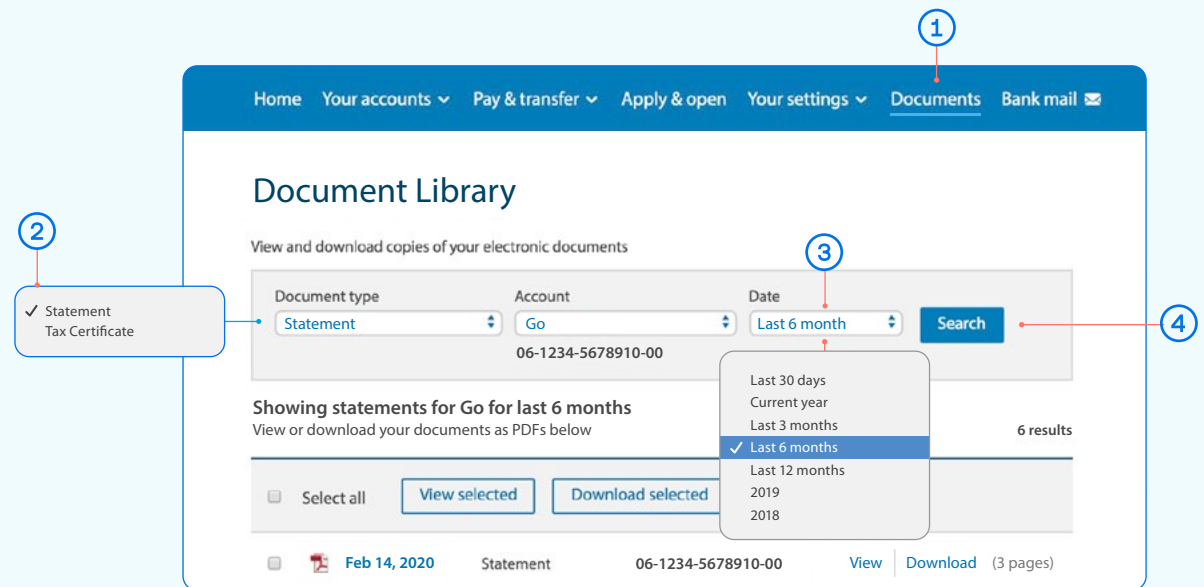 1
Home Your accounts Pay & transfer Apply & open Your settings Documents Bank mail
Document Library
2
View and download copies of your electronic documents
3
Document type Account Date
Statement
Tax Certificate
Statement Go Last 6 month Search
4
06-1234-5678910-00
Last 30 days
Current year
Last 3 months
Last 6 months
Last 12 months
2019
2018
Showing statements for Go for last 6 months
View or download your documents as PDFs below 6 results
Select all View selected Download selected
Feb 14, 2020 Statement 06-1234-5678910-00 View Download (3 pages)